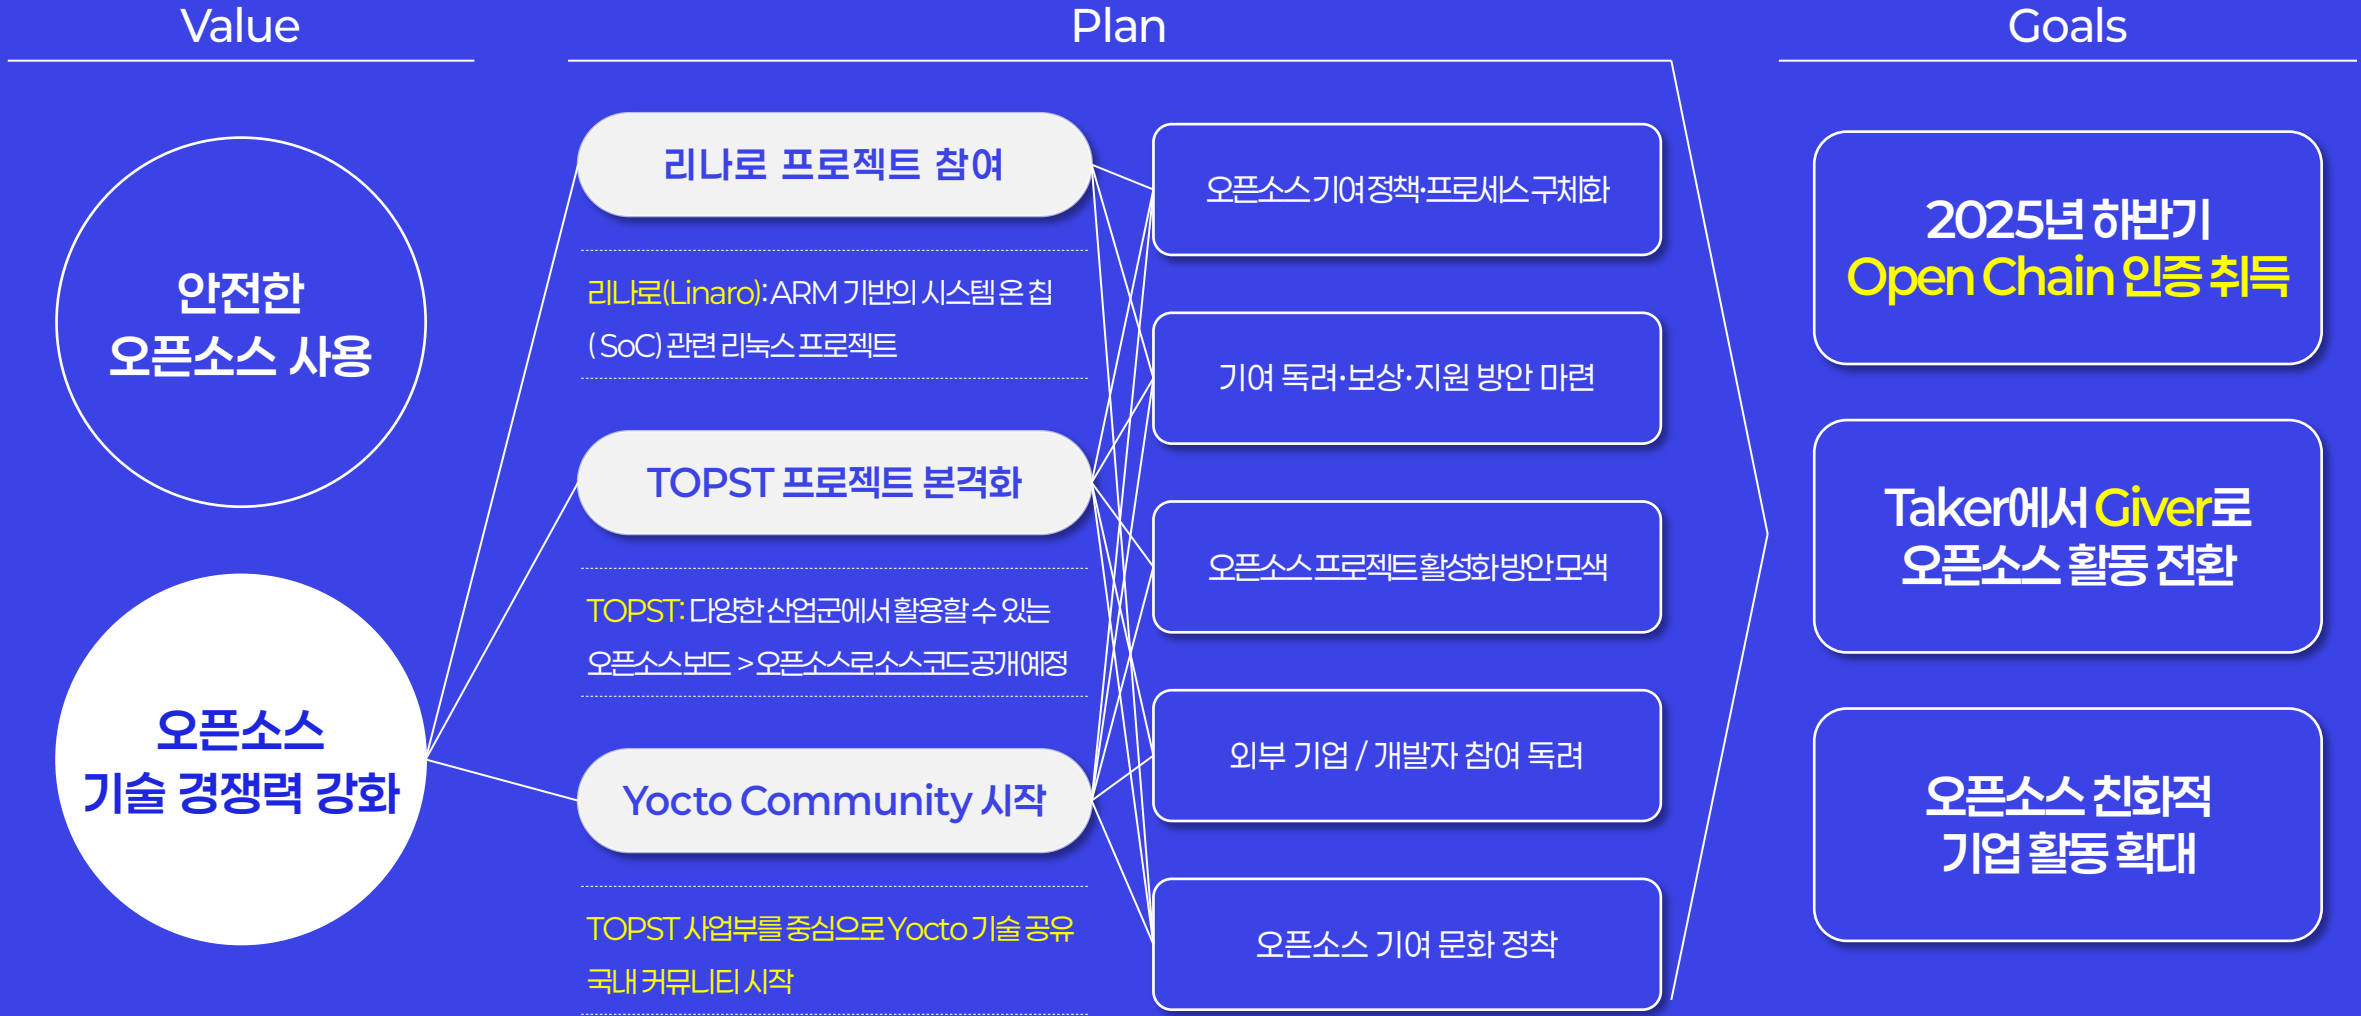 Value
Plan
Goals
안전한
오픈소스 사용
오픈소스
기술 경쟁력 강화
리나로 프로젝트 참여
리나로(Linaro): ARM 기반의 시스템 온 칩
( SoC) 관련 리눅스 프로젝트
TOPST 프로젝트 본격화
TOPST: 다양한 산업군에서 활용할 수 있는
오픈소스 보드 > 오픈소스로 소스코드 공개 예정
Yocto Community 시작
TOPST 사업부를 중심으로 Yocto 기술 공유
국내 커뮤니티 시작
오픈소스 기여 정책·프로세스 구체화
기여 독려·보상·지원 방안 마련
오픈소스 프로젝트 활성화 방안 모색
외부 기업 / 개발자 참여 독려
오픈소스 기여 문화 정착
2025년 하반기
Open Chain 인증 취득
Taker에서 Giver로
오픈소스 활동 전환
오픈소스 친화적
기업 활동 확대